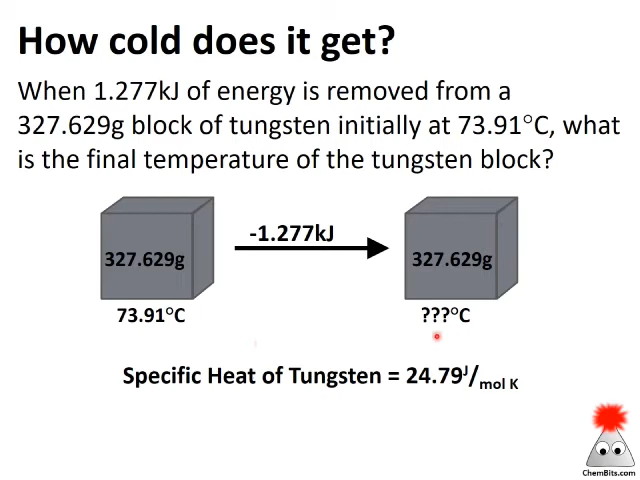 How cold does it get?
When 1.277kJ of energy is removed from a
327.629g block of tungsten initially at 73.91°C, what
is the final temperature of the tungsten block?
-1.277kJ
327.629g
327.629g
73.91°C
???°C
Specific Heat of Tungsten = 24.79J/mol K
ChemBits.com